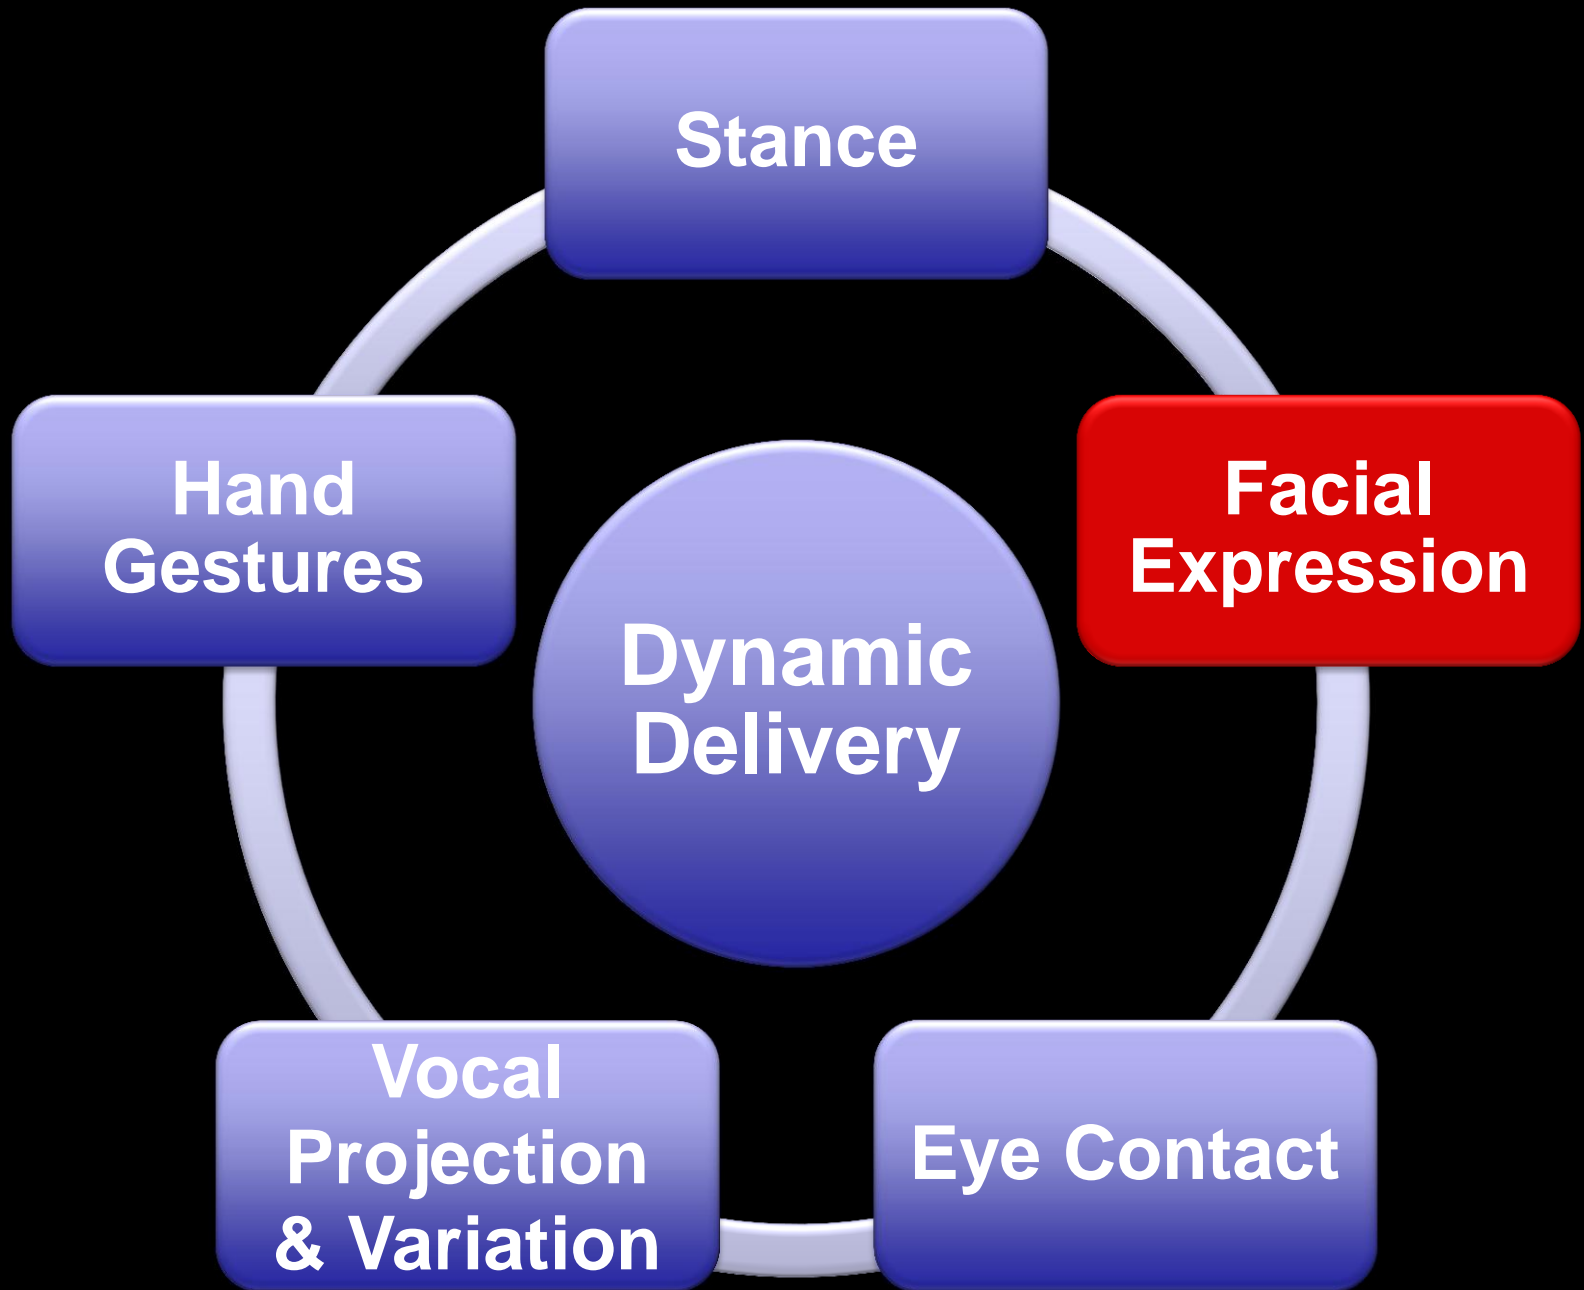 Stance
Hand
Gestures
Facial
Expression
Dynamic
Delivery
Vocal
Projection
& Variation
Eye Contact